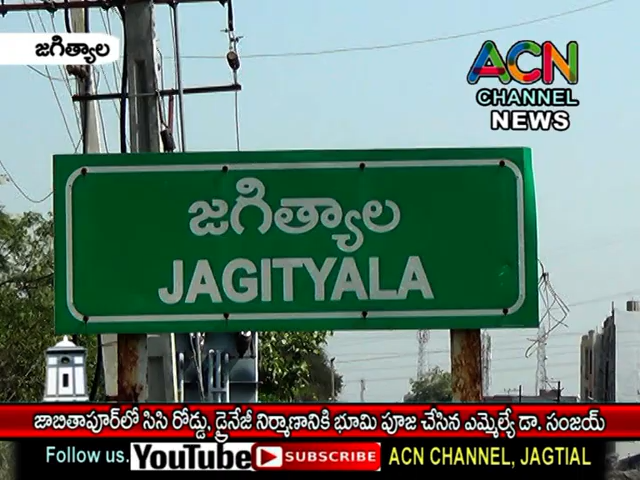 జగిత్యాల
ACN
CHANNEL
NEWS
జగిత్యాల
JAGITYALA
జాబితాపూర్‌లో సిసి రోడ్డు, డ్రైనేజీ నిర్మాణానికి భూమి పూజ చేసిన ఎమ్మెల్యే డా. సంజయ్
Follow us. YouTube SUBSCRIBE ACN CHANNEL, JAGTIAL